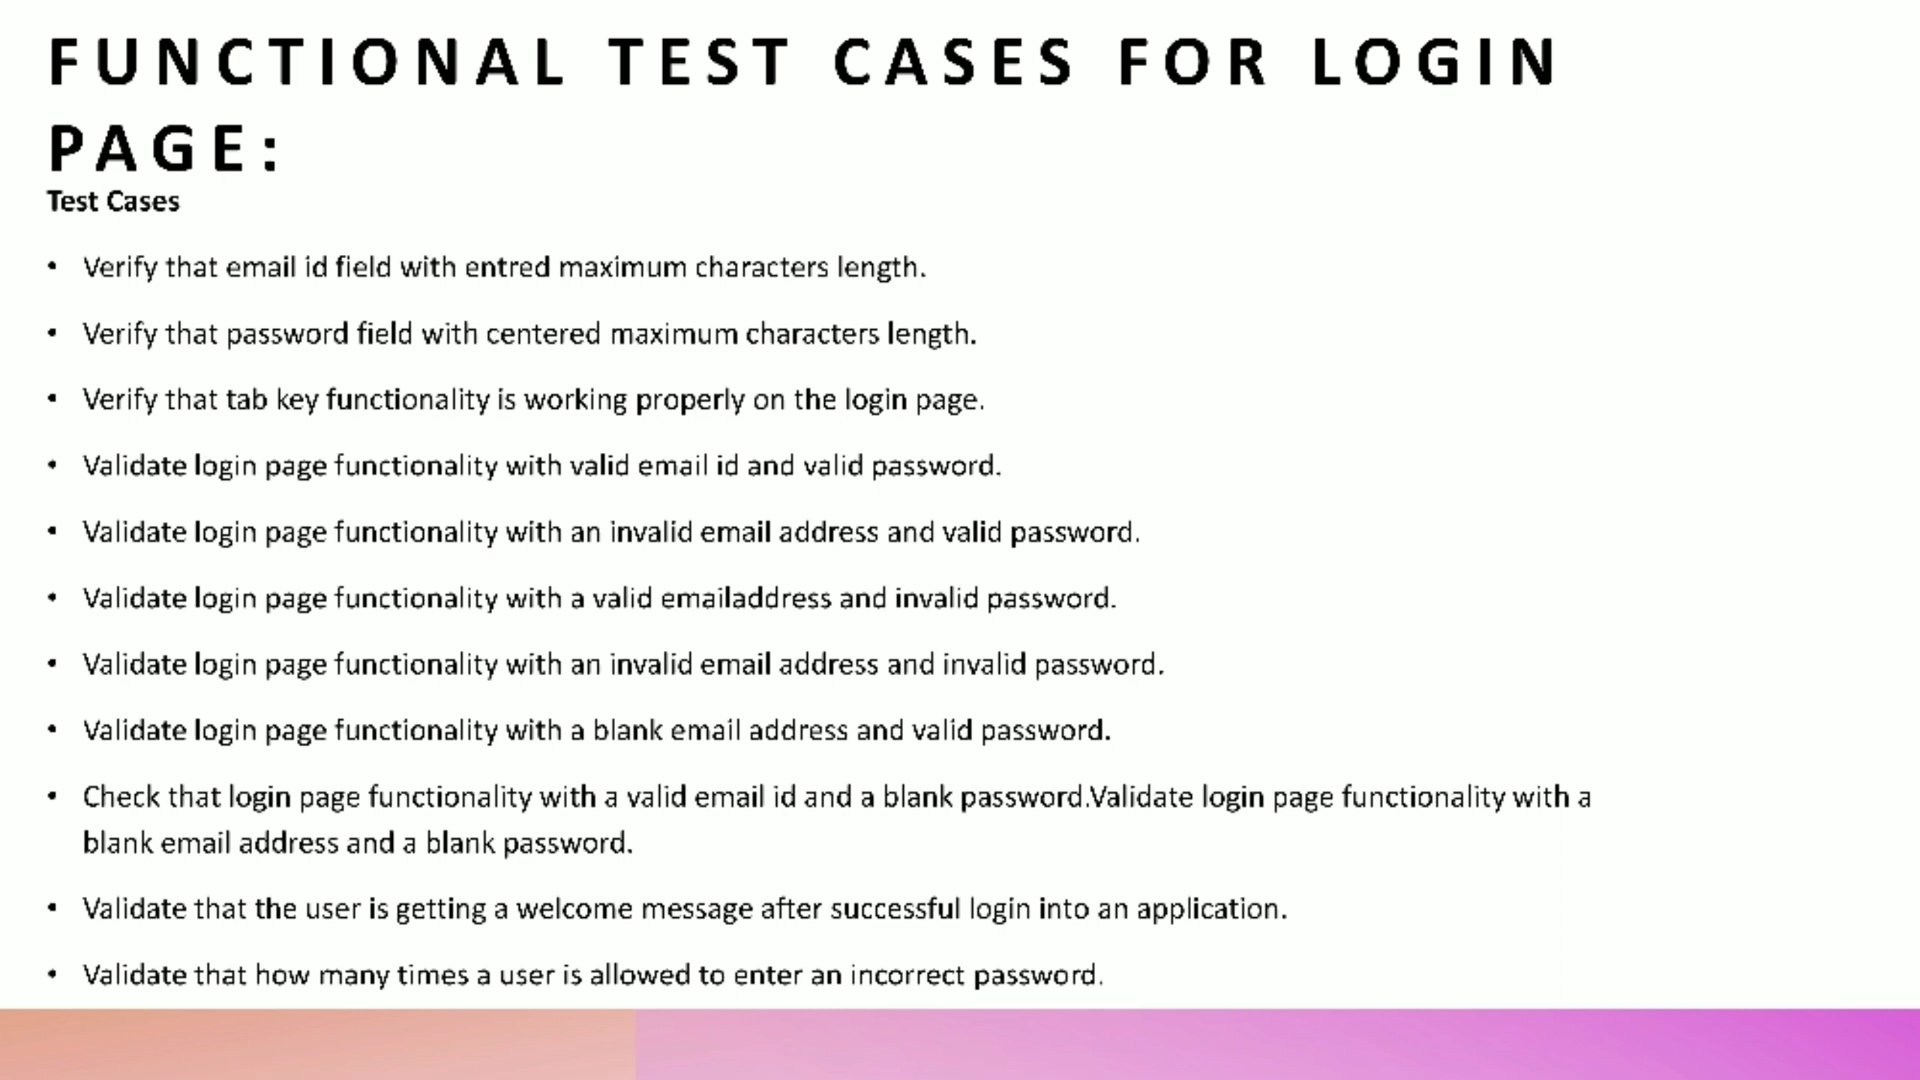 FUNCTIONAL TEST CASES FOR LOGIN
PAGE:
Test Cases
• Verify that email id field with entred maximum characters length.
• Verify that password field with centered maximum characters length.
• Verify that tab key functionality is working properly on the login page.
• Validate login page functionality with valid email id and valid password.
• Validate login page functionality with an invalid email address and valid password.
• Validate login page functionality with a valid emailaddress and invalid password.
• Validate login page functionality with an invalid email address and invalid password.
• Validate login page functionality with a blank email address and valid password.
• Check that login page functionality with a valid email id and a blank password.Validate login page functionality with a
blank email address and a blank password.
• Validate that the user is getting a welcome message after successful login into an application.
• Validate that how many times a user is allowed to enter an incorrect password.